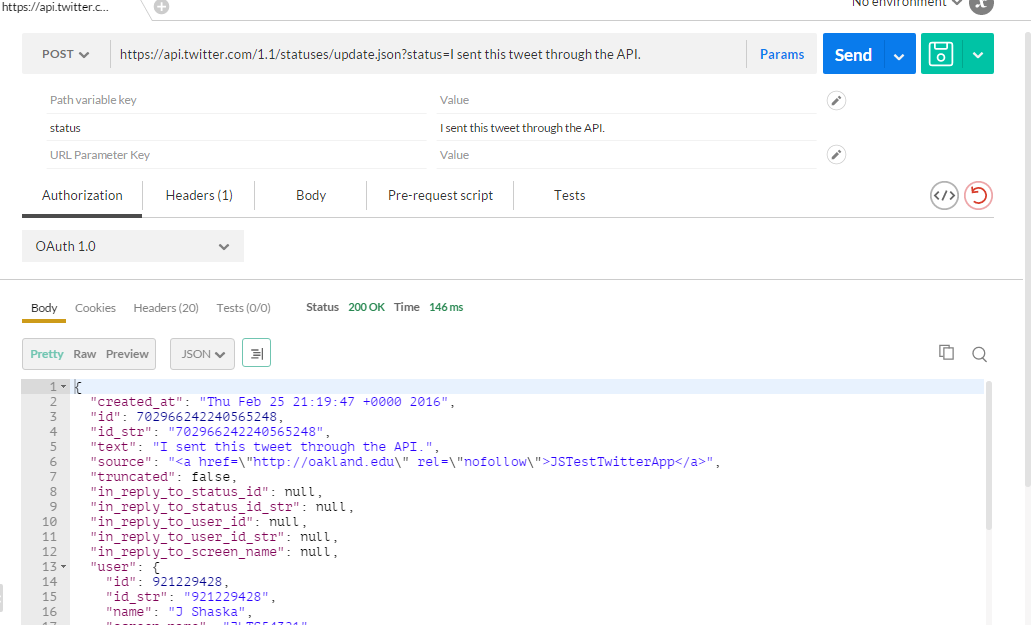 https://api.twitter.c...
No environment
POST https://api.twitter.com/1.1/statuses/update.json?status=I sent this tweet through the API. Params Send
Path variable key Value
status I sent this tweet through the API.
URL Parameter Key Value
Authorization Headers (1) Body Pre-request script Tests
OAuth 1.0
Body Cookies Headers (20) Tests (0/0) Status 200 OK Time 146 ms
Pretty Raw Preview JSON
1 {
2 "created_at": "Thu Feb 25 21:19:47 +0000 2016",
3 "id": 702966242240565248,
4 "id_str": "702966242240565248",
5 "text": "I sent this tweet through the API.",
6 "source": "<a href=\"http://oakland.edu\" rel=\"nofollow\">JSTestTwitterApp</a>",
7 "truncated": false,
8 "in_reply_to_status_id": null,
9 "in_reply_to_status_id_str": null,
10 "in_reply_to_user_id": null,
11 "in_reply_to_user_id_str": null,
12 "in_reply_to_screen_name": null,
13 "user": {
14 "id": 921229428,
15 "id_str": "921229428",
16 "name": "J Shaska",
17 "screen_name":